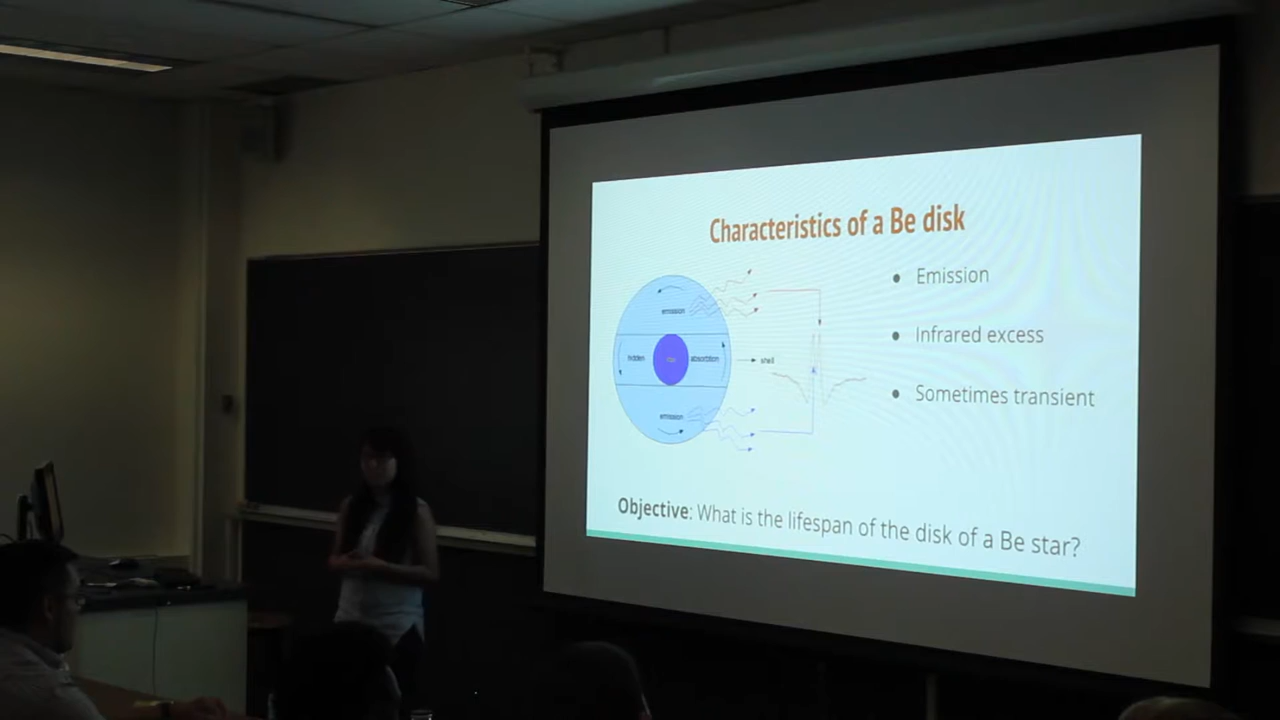 Characteristics of a Be disk
emission
hidden
absorbtion
shell
emission
● Emission
● Infrared excess
● Sometimes transient
Objective: What is the lifespan of the disk of a Be star?